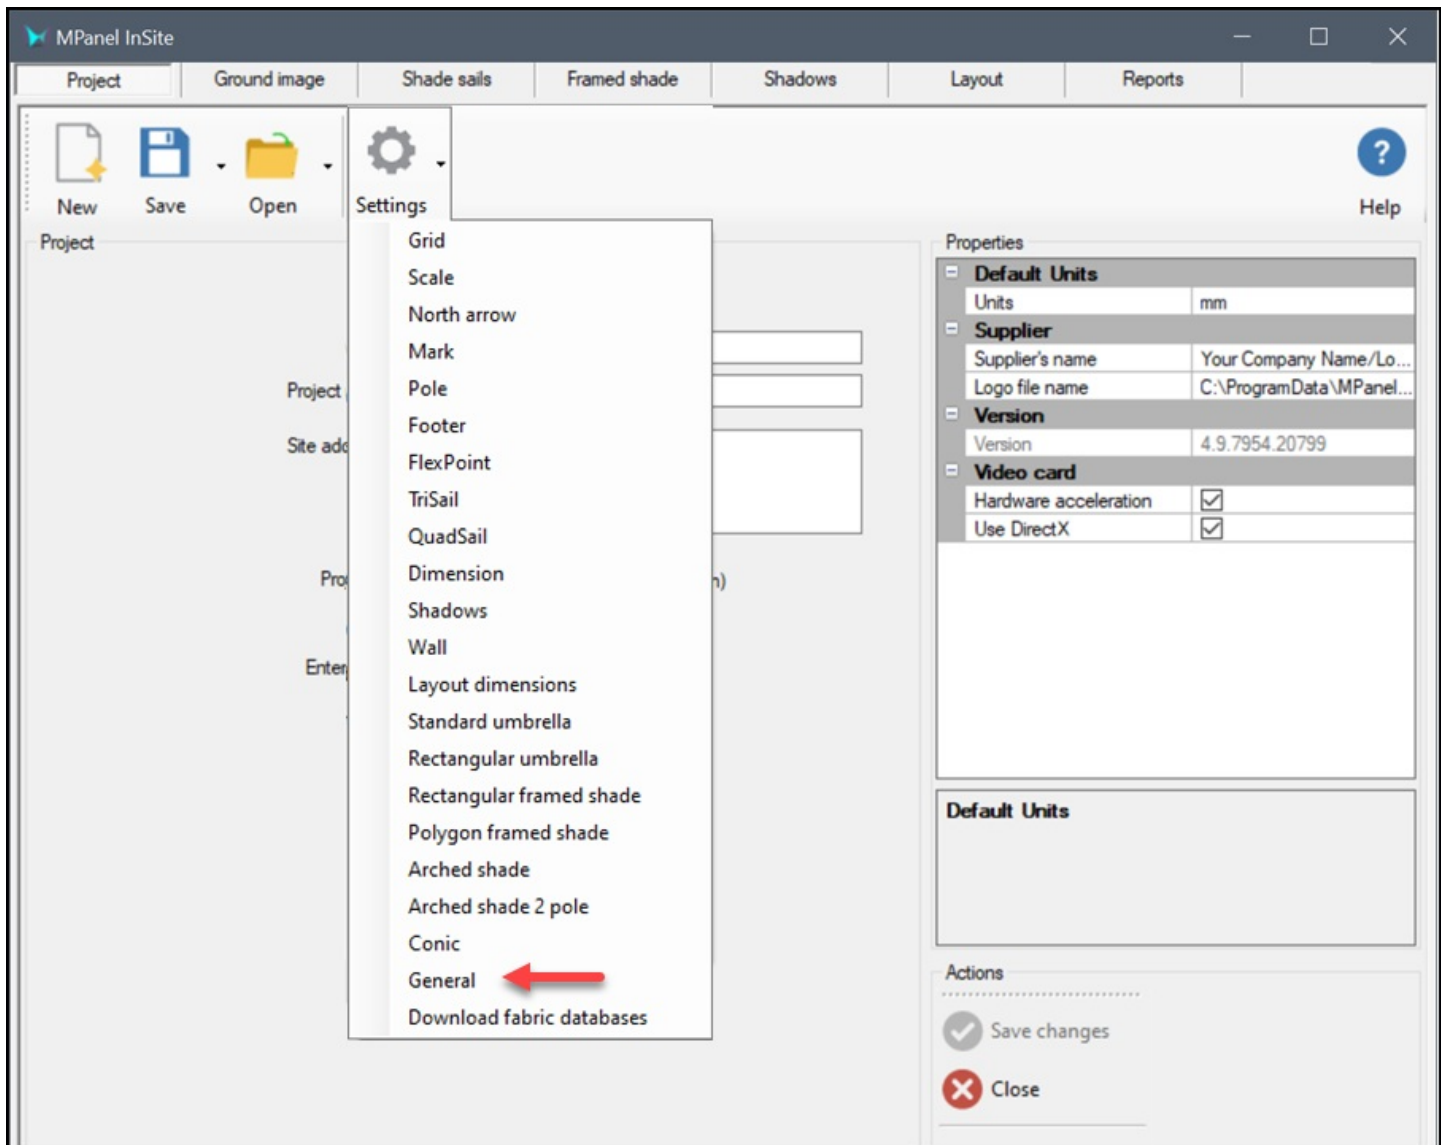 MPanel InSite
Project Ground image Shade sails Framed shade Shadows Layout Reports
New Save Open Settings Help
Project
Project
Site add
Enter
Grid
Scale
North arrow
Mark
Pole
Footer
FlexPoint
TriSail
QuadSail
Dimension
Shadows
Wall
Layout dimensions
Standard umbrella
Rectangular umbrella
Rectangular framed shade
Polygon framed shade
Arched shade
Arched shade 2 pole
Conic
General
Download fabric databases
Properties
Default Units
Units mm
Supplier
Supplier's name Your Company Name/Lo...
Logo file name C:\ProgramData\MPanel...
Version
Version 4.9.7954.20799
Video card
Hardware acceleration
Use DirectX
Default Units
Actions
Save changes
Close